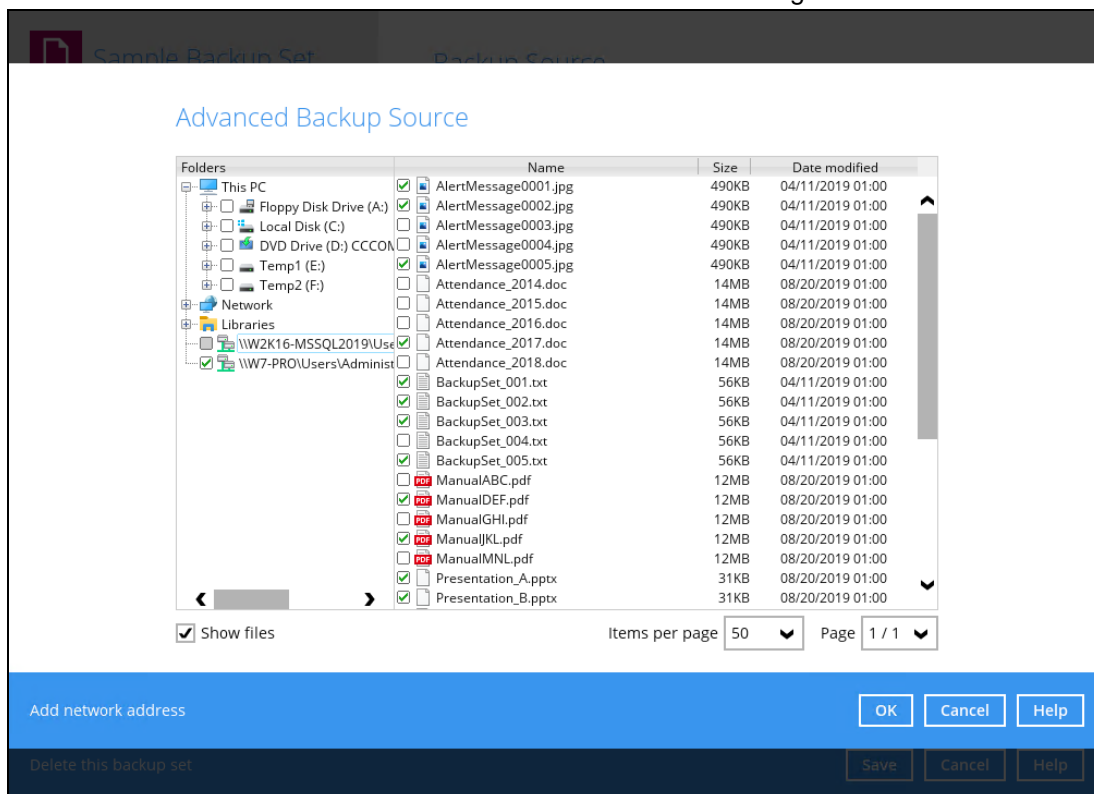 Sample Backup Set
Backup Source
Advanced Backup Source
Folders Name Size Date modified
This PC AlertMessage0001.jpg 490KB 04/11/2019 01:00
Floppy Disk Drive (A:) AlertMessage0002.jpg 490KB 04/11/2019 01:00
Local Disk (C:) AlertMessage0003.jpg 490KB 04/11/2019 01:00
DVD Drive (D:) AlertMessage0004.jpg 490KB 04/11/2019 01:00
Temp1 (E:) AlertMessage0005.jpg 490KB 04/11/2019 01:00
Temp2 (F:) Attendance_2014.doc 14MB 08/20/2019 01:00
Network Attendance_2015.doc 14MB 08/20/2019 01:00
Libraries Attendance_2016.doc 14MB 08/20/2019 01:00
\\W2K16-MSSQL2019\Use Attendance_2017.doc 14MB 08/20/2019 01:00
\\W7-PRO\Users\Administ Attendance_2018.doc 14MB 08/20/2019 01:00
BackupSet_001.txt 56KB 04/11/2019 01:00
BackupSet_002.txt 56KB 04/11/2019 01:00
BackupSet_003.txt 56KB 04/11/2019 01:00
BackupSet_004.txt 56KB 04/11/2019 01:00
BackupSet_005.txt 56KB 04/11/2019 01:00
PDF ManualABC.pdf 12MB 08/20/2019 01:00
PDF ManualDEF.pdf 12MB 08/20/2019 01:00
PDF ManualGHI.pdf 12MB 08/20/2019 01:00
PDF ManualJKL.pdf 12MB 08/20/2019 01:00
PDF ManualMNL.pdf 12MB 08/20/2019 01:00
Presentation_A.pptx 31KB 08/20/2019 01:00
Presentation_B.pptx 31KB 08/20/2019 01:00
Show files Items per page 50 Page 1 / 1
Add network address OK Cancel Help
Delete this backup set Save Cancel Help